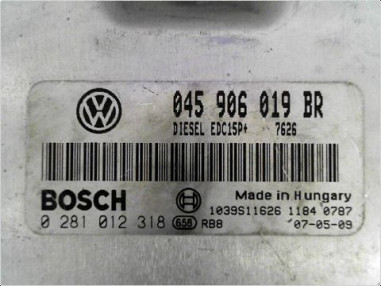 045 906 019 BR
DIESEL EDC15P+ 7626
BOSCH
Made in Hungary
1039S11626 1184 0787
0 281 012 318 658 RB8 07-05-09